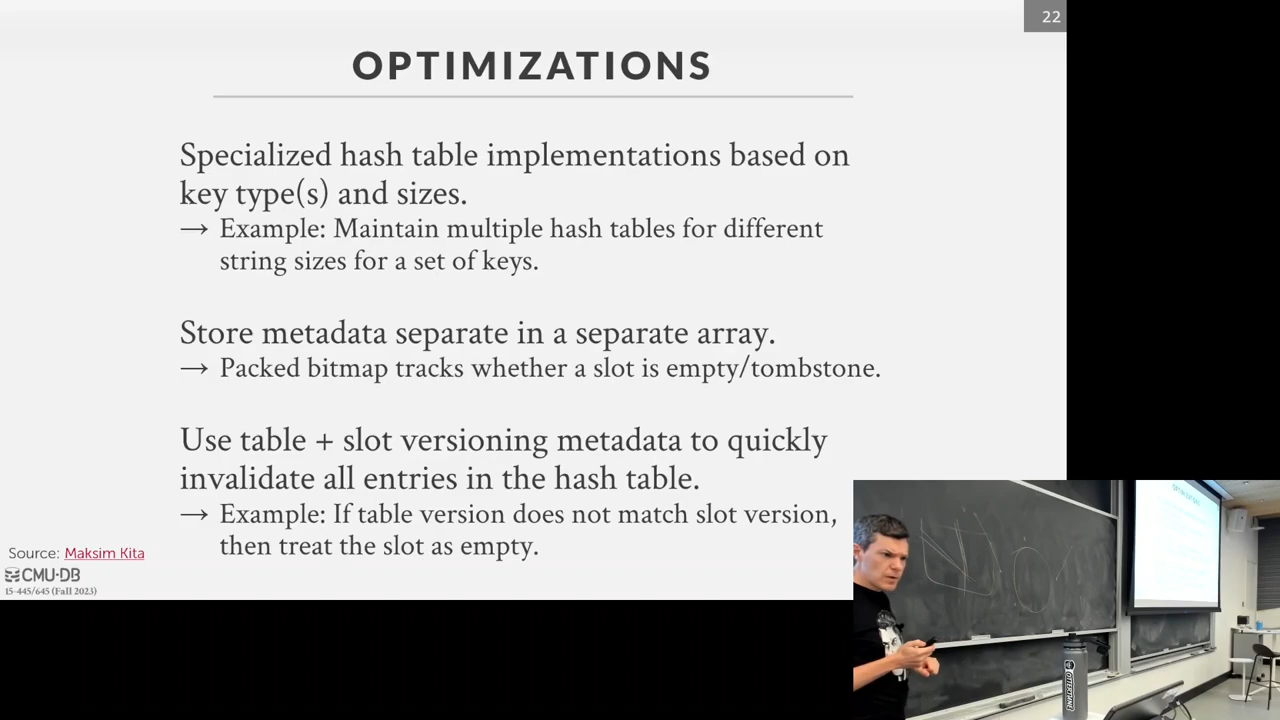 22
OPTIMIZATIONS
Specialized hash table implementations based on
key type(s) and sizes.
→ Example: Maintain multiple hash tables for different
string sizes for a set of keys.
Store metadata separate in a separate array.
→ Packed bitmap tracks whether a slot is empty/tombstone.
Use table + slot versioning metadata to quickly
invalidate all entries in the hash table.
→ Example: If table version does not match slot version,
then treat the slot as empty.
Source: Maksim Kita
CMU·DB
15-445/645 (Fall 2023)